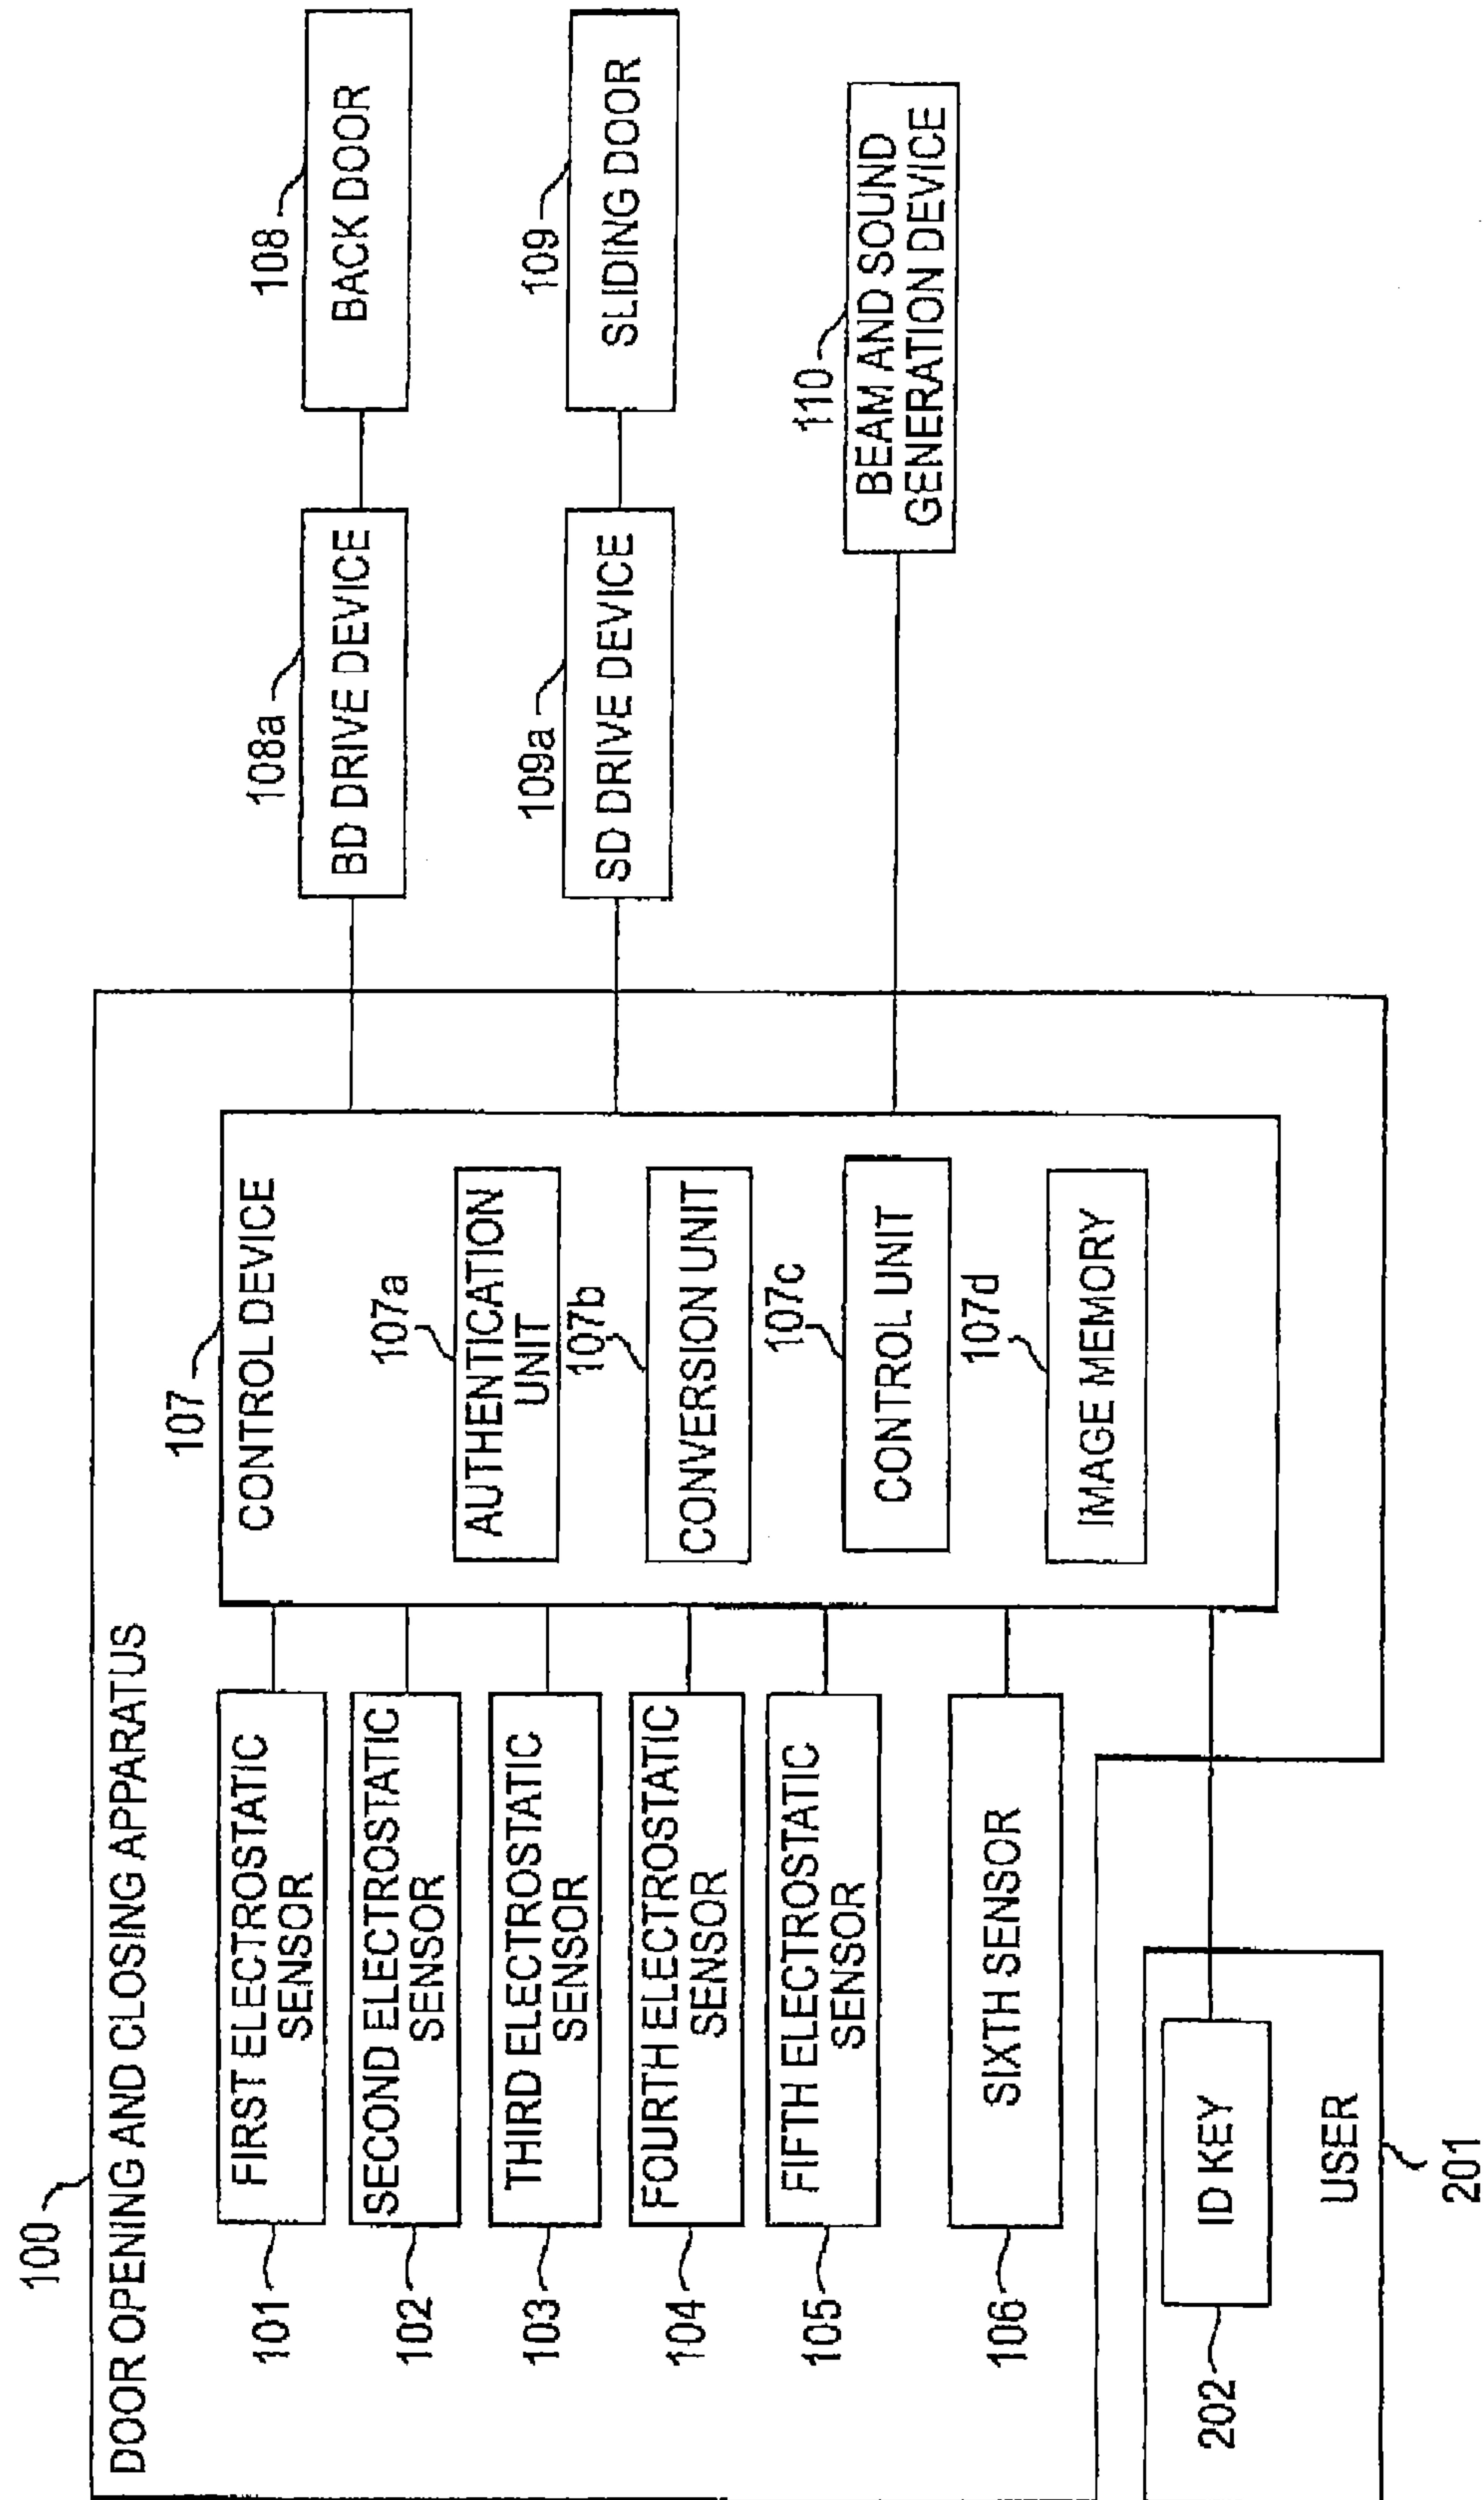 100
DOOR OPENING AND CLOSING APPARATUS
101
FIRST ELECTROSTATIC
SENSOR
102
SECOND ELECTROSTATIC
SENSOR
103
THIRD ELECTROSTATIC
SENSOR
104
FOURTH ELECTROSTATIC
SENSOR
105
FIFTH ELECTROSTATIC
SENSOR
106
SIXTH SENSOR
202
ID KEY
USER
201
107
CONTROL DEVICE
107a
AUTHENTICATION
UNIT
107b
CONVERSION UNIT
107c
CONTROL UNIT
107d
IMAGE MEMORY
108a
BD DRIVE DEVICE
108
BACK DOOR
109a
SD DRIVE DEVICE
109
SLIDING DOOR
110
BEAM AND SOUND
GENERATION DEVICE